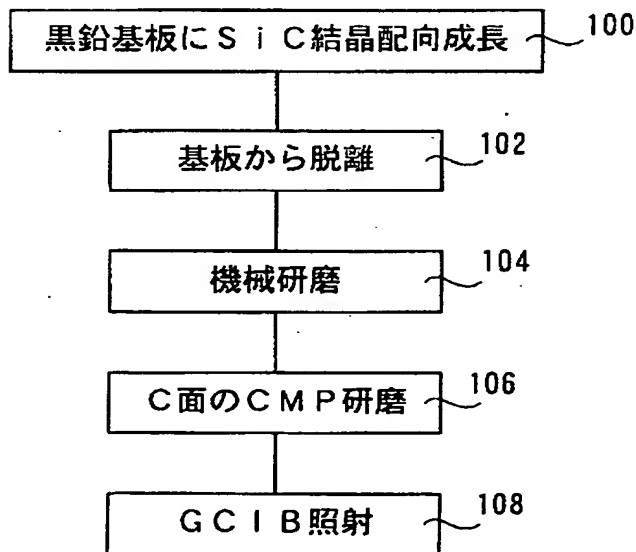 黒鉛基板にＳｉＣ結晶配向成長 100
基板から脱離 102
機械研磨 104
Ｃ面のＣＭＰ研磨 106
ＧＣＩＢ照射 108